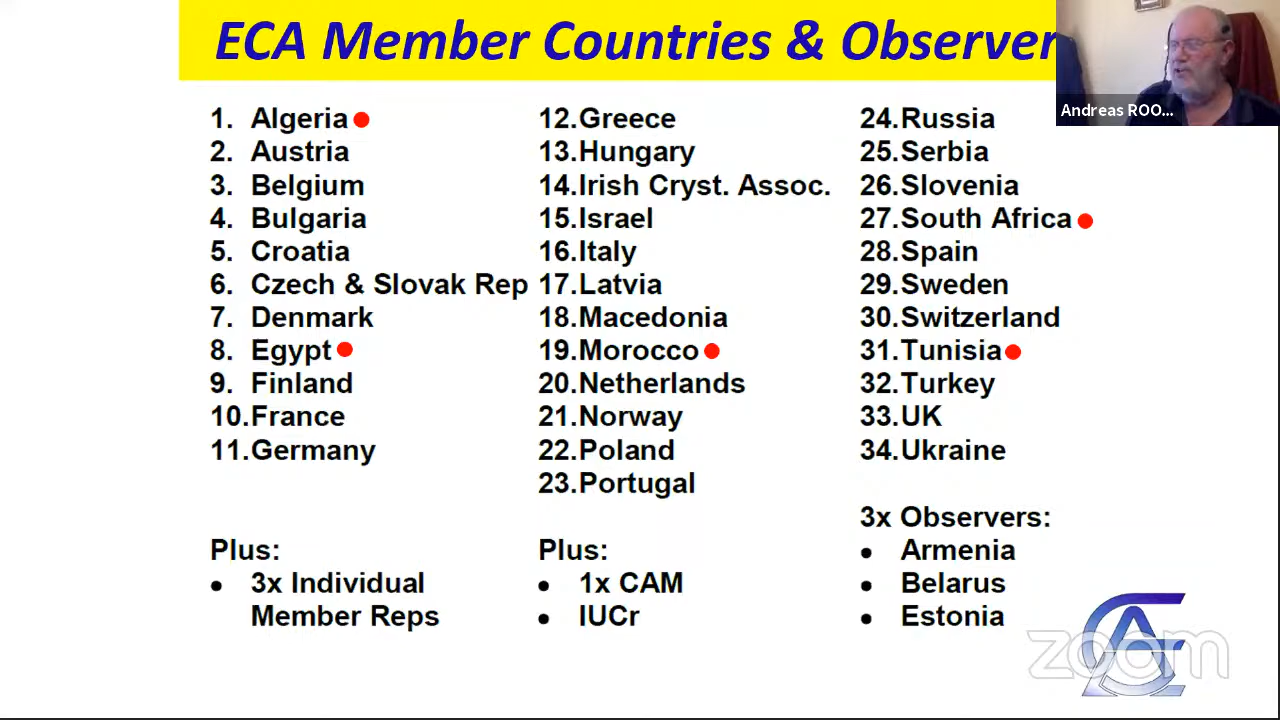 ECA Member Countries & Observer
Andreas ROO...
1. Algeria
2. Austria
3. Belgium
4. Bulgaria
5. Croatia
6. Czech & Slovak Rep
7. Denmark
8. Egypt
9. Finland
10. France
11. Germany
Plus:
• 3x Individual
Member Reps
12. Greece
13. Hungary
14. Irish Cryst. Assoc.
15. Israel
16. Italy
17. Latvia
18. Macedonia
19. Morocco
20. Netherlands
21. Norway
22. Poland
23. Portugal
Plus:
• 1x CAM
• IUCr
24. Russia
25. Serbia
26. Slovenia
27. South Africa
28. Spain
29. Sweden
30. Switzerland
31. Tunisia
32. Turkey
33. UK
34. Ukraine
3x Observers:
• Armenia
• Belarus
• Estonia
zoom